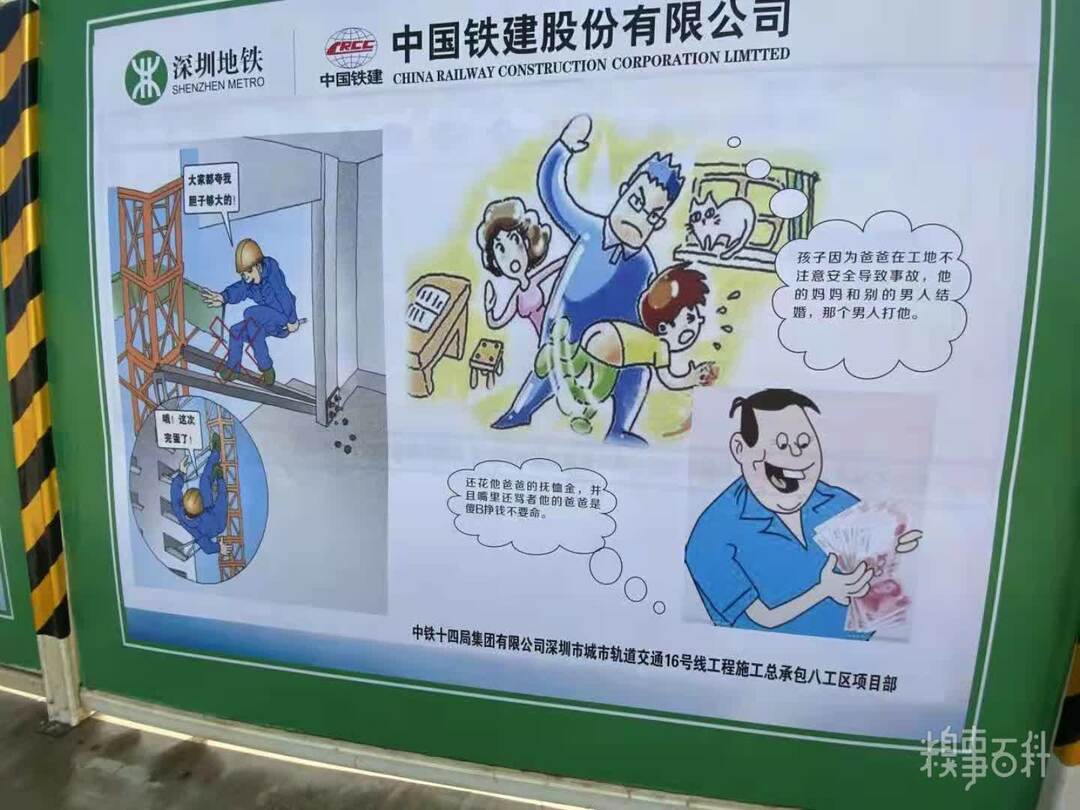 深圳地铁
SHENZHEN METRO
CRCC
中国铁建
中国铁建股份有限公司
CHINA RAILWAY CONSTRUCTION CORPORATION LIMTTED
大家都夸我
胆子够大的!
哦!这次
完蛋了!
孩子因为爸爸在工地不
注意安全导致事故,他
的妈妈和别的男人结
婚,那个男人打他。
还花他爸爸的抚恤金,并
且嘴里还骂者他的爸爸是
傻B挣钱不要命。
中铁十四局集团有限公司深圳市城市轨道交通16号线工程施工总承包八工区项目部
糗事百科